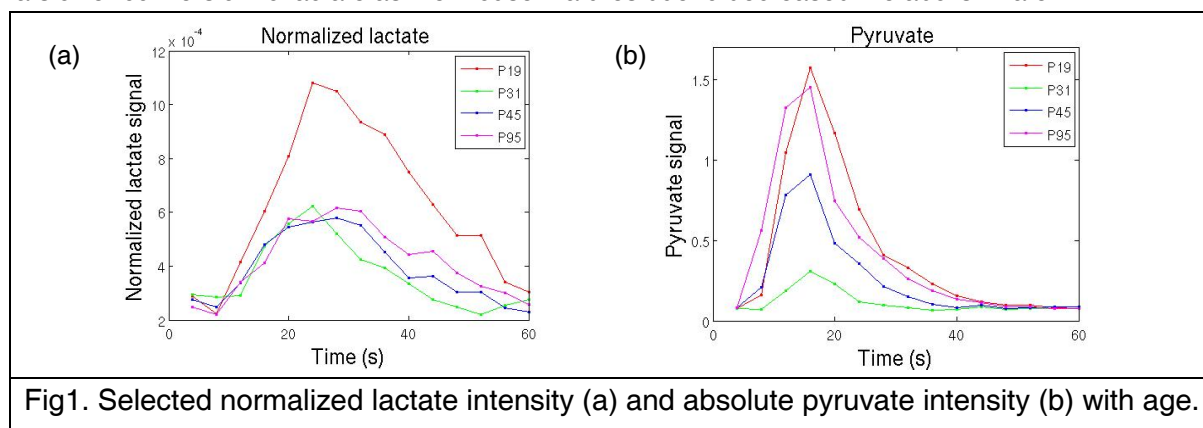 (a)
Normalized lactate
× 10⁻⁴
12
10
8
6
4
2
0
20
40
60
Normalized lactate signal
Time (s)
P19
P31
P45
P95
(b)
Pyruvate
1.5
1
0.5
0
0
20
40
60
Pyruvate signal
Time (s)
P19
P31
P45
P95
Fig1. Selected normalized lactate intensity (a) and absolute pyruvate intensity (b) with age.